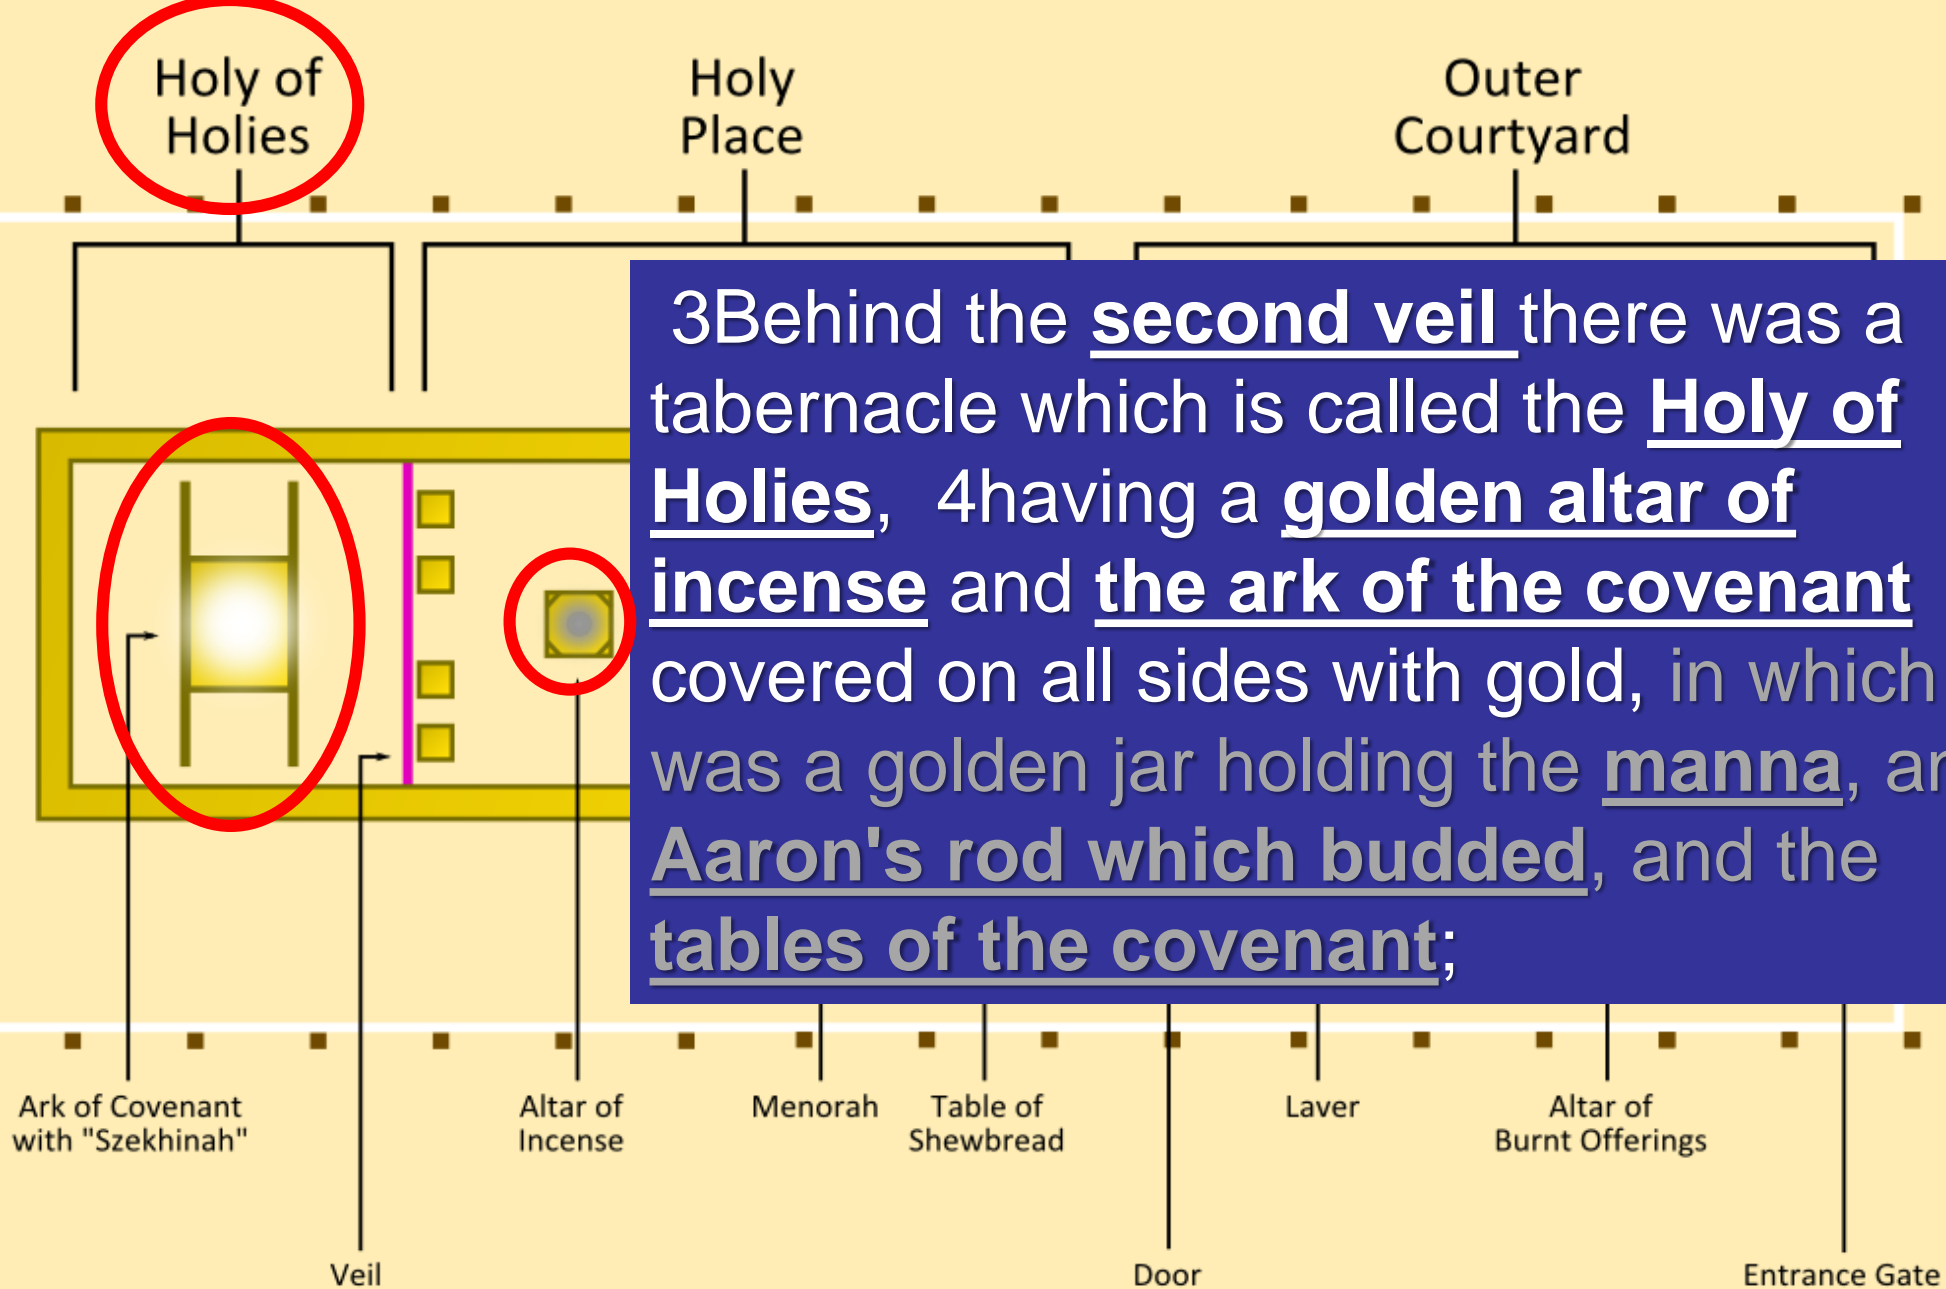 Holy of
Holies
Holy
Place
Outer
Courtyard
3Behind the second veil there was a
tabernacle which is called the Holy of
Holies, 4having a golden altar of
incense and the ark of the covenant
covered on all sides with gold, in which
was a golden jar holding the manna,
Aaron's rod which budded, and the
tables of the covenant;
Ark of Covenant
with "Szekhinah"
Altar of
Incense
Menorah
Table of
Shewbread
Laver
Altar of
Burnt Offerings
Veil
Door
Entrance Gate